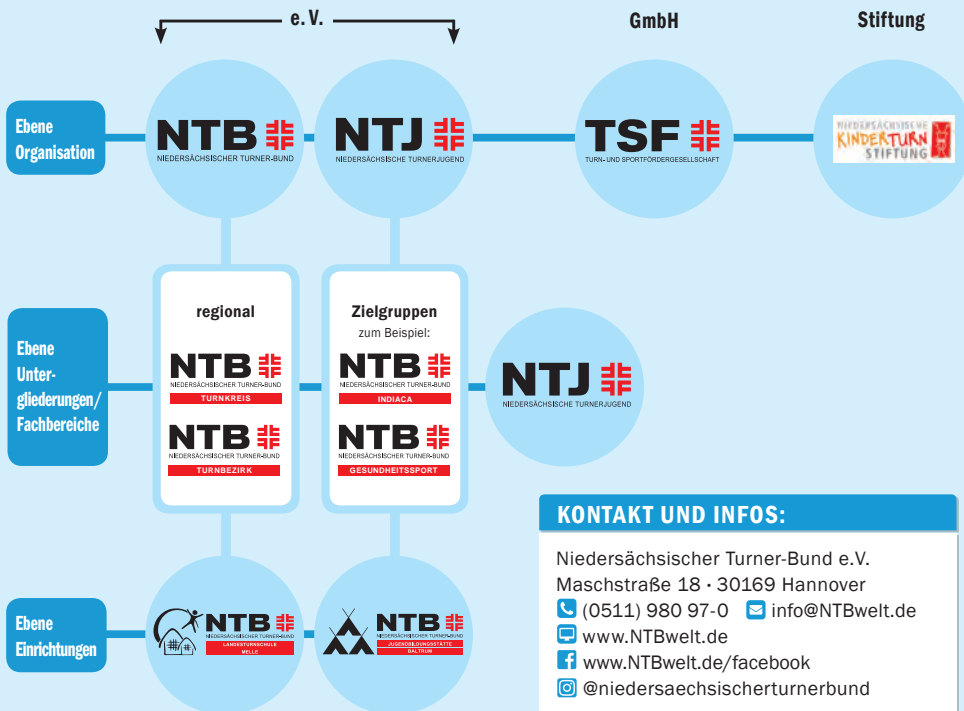 e. V.
GmbH
Stiftung
Ebene
Organisation
NTB
NIEDERSÄCHSISCHER TURNER-BUND
NTJ
NIEDERSÄCHSISCHE TURNERJUGEND
TSF
TURN- UND SPORTFÖRDERGESELLSCHAFT
NIEDERSÄCHSISCHE
KINDERTURN
STIFTUNG
Ebene
Unter-
gliederungen/
Fachbereiche
regional
NTB
NIEDERSÄCHSISCHER TURNER-BUND
TURNKREIS
NTB
NIEDERSÄCHSISCHER TURNER-BUND
TURNBEZIRK
Zielgruppen
zum Beispiel:
NTB
NIEDERSÄCHSISCHER TURNER-BUND
INDIACA
NTB
NIEDERSÄCHSISCHER TURNER-BUND
GESUNDHEITSSPORT
NTJ
NIEDERSÄCHSISCHE TURNERJUGEND
Ebene
Einrichtungen
NTB
NIEDERSÄCHSISCHER TURNER-BUND
LANDESTURNSCHULE
MELLE
NTB
NIEDERSÄCHSISCHER TURNER-BUND
JUGENDBILDUNGSSTÄTTE
BALTRUM
KONTAKT UND INFOS:
Niedersächsischer Turner-Bund e.V.
Maschstraße 18 · 30169 Hannover
(0511) 980 97-0 info@NTBwelt.de
www.NTBwelt.de
www.NTBwelt.de/facebook
@niedersaechsischerturnerbund